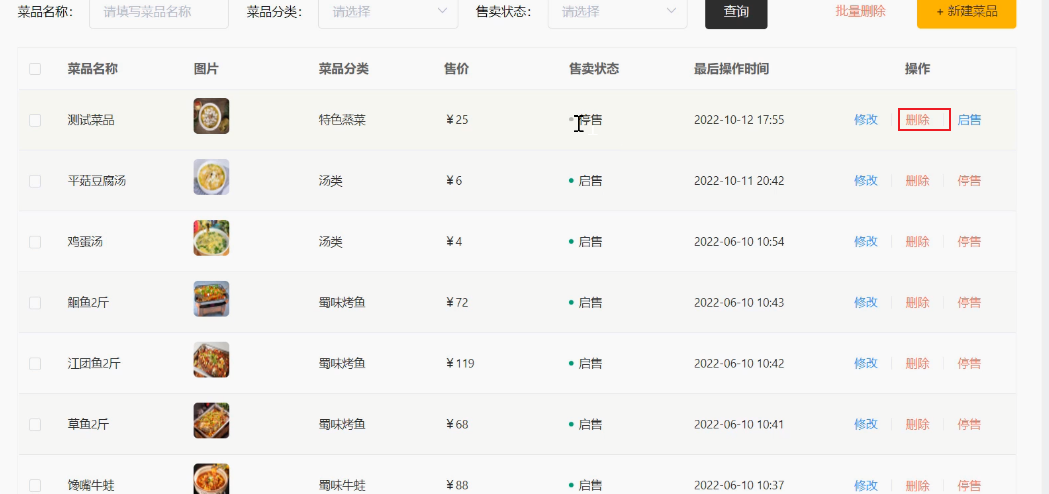 菜品名称： 请填写菜品名称 菜品分类： 请选择 售卖状态： 请选择 查询 批量删除 + 新建菜品
菜品名称 图片 菜品分类 售价 售卖状态 最后操作时间 操作
测试菜品 特色蒸菜 ￥25 停售 2022-10-12 17:55 修改 删除 启售
平菇豆腐汤 汤类 ￥6 启售 2022-10-11 20:42 修改 删除 停售
鸡蛋汤 汤类 ￥4 启售 2022-06-10 10:54 修改 删除 停售
鮰鱼2斤 蜀味烤鱼 ￥72 启售 2022-06-10 10:43 修改 删除 停售
江团鱼2斤 蜀味烤鱼 ￥119 启售 2022-06-10 10:42 修改 删除 停售
草鱼2斤 蜀味烤鱼 ￥68 启售 2022-06-10 10:41 修改 删除 停售
馋嘴牛蛙 蜀味牛蛙 ￥88 启售 2022-06-10 10:37 修改 删除 停售